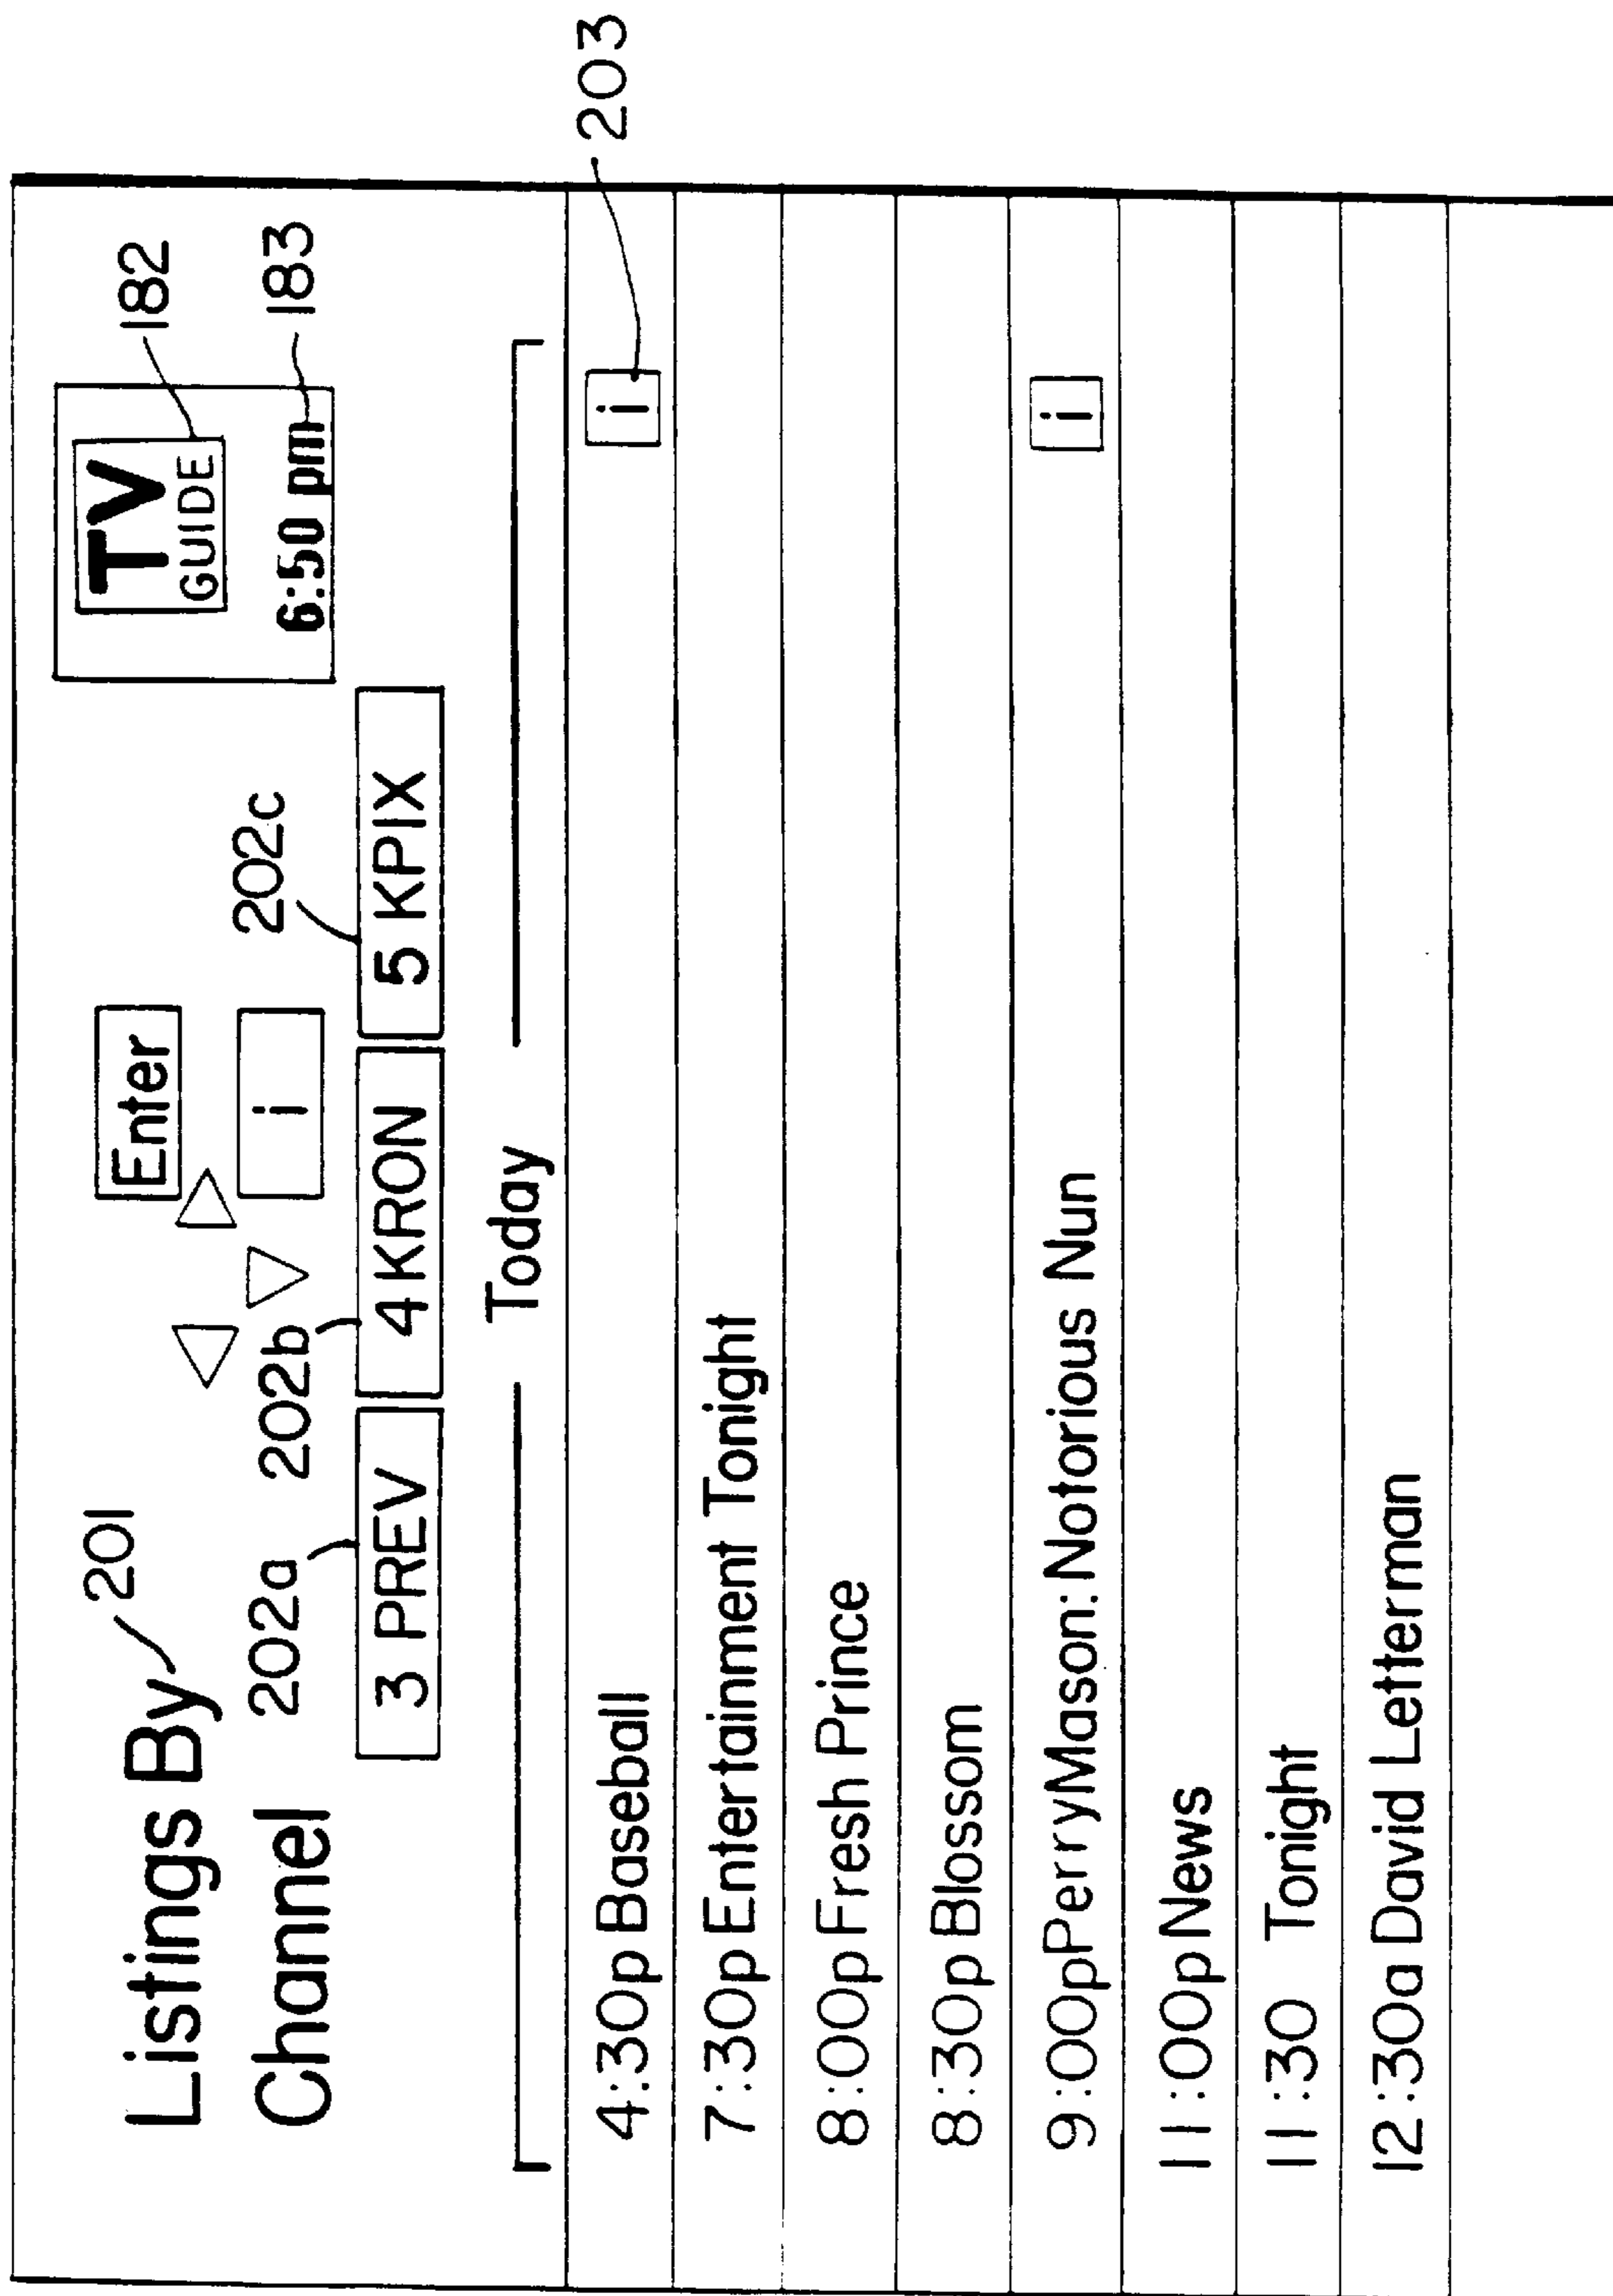 Listings By
Channel
201
Enter
i
TV
GUIDE
6:50 pm
182
183
202a
202b
202c
3 PREV
4 KRON
5 KPIX
Today
4:30p Baseball
i
203
7:30p Entertainment Tonight
8:00p Fresh Prince
8:30p Blossom
9:00p Perry Mason: Notorious Nun
i
11:00p News
11:30 Tonight
12:30a David Letterman